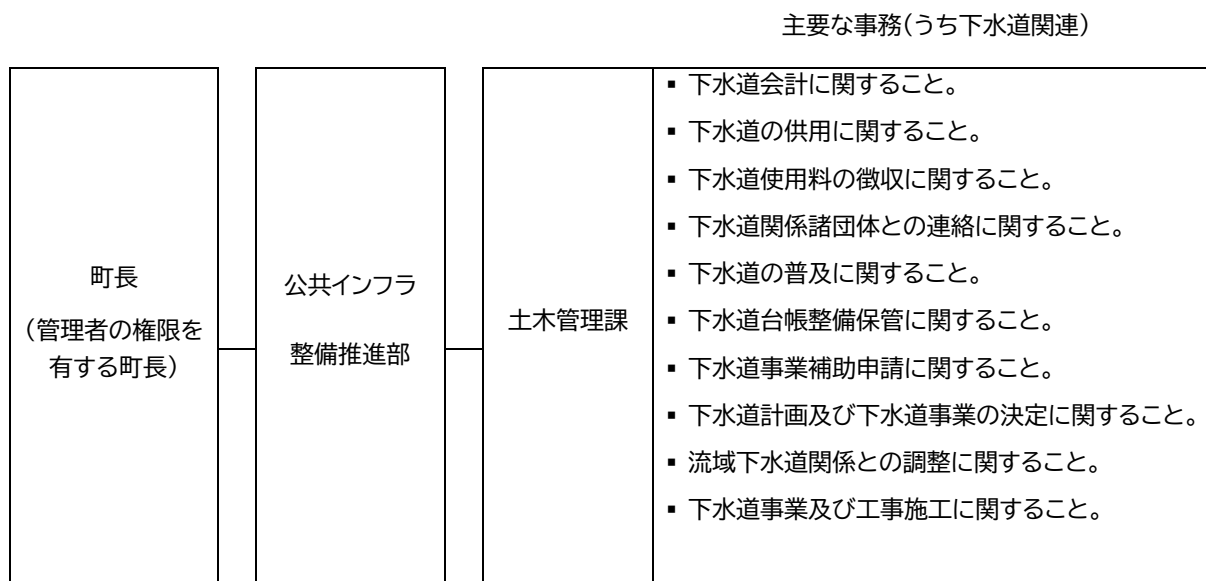 主要な事務(うち下水道関連)
町長
(管理者の権限を
有する町長)
公共インフラ
整備推進部
土木管理課
▪ 下水道会計に関すること。
▪ 下水道の供用に関すること。
▪ 下水道使用料の徴収に関すること。
▪ 下水道関係諸団体との連絡に関すること。
▪ 下水道の普及に関すること。
▪ 下水道台帳整備保管に関すること。
▪ 下水道事業補助申請に関すること。
▪ 下水道計画及び下水道事業の決定に関すること。
▪ 流域下水道関係との調整に関すること。
▪ 下水道事業及び工事施工に関すること。